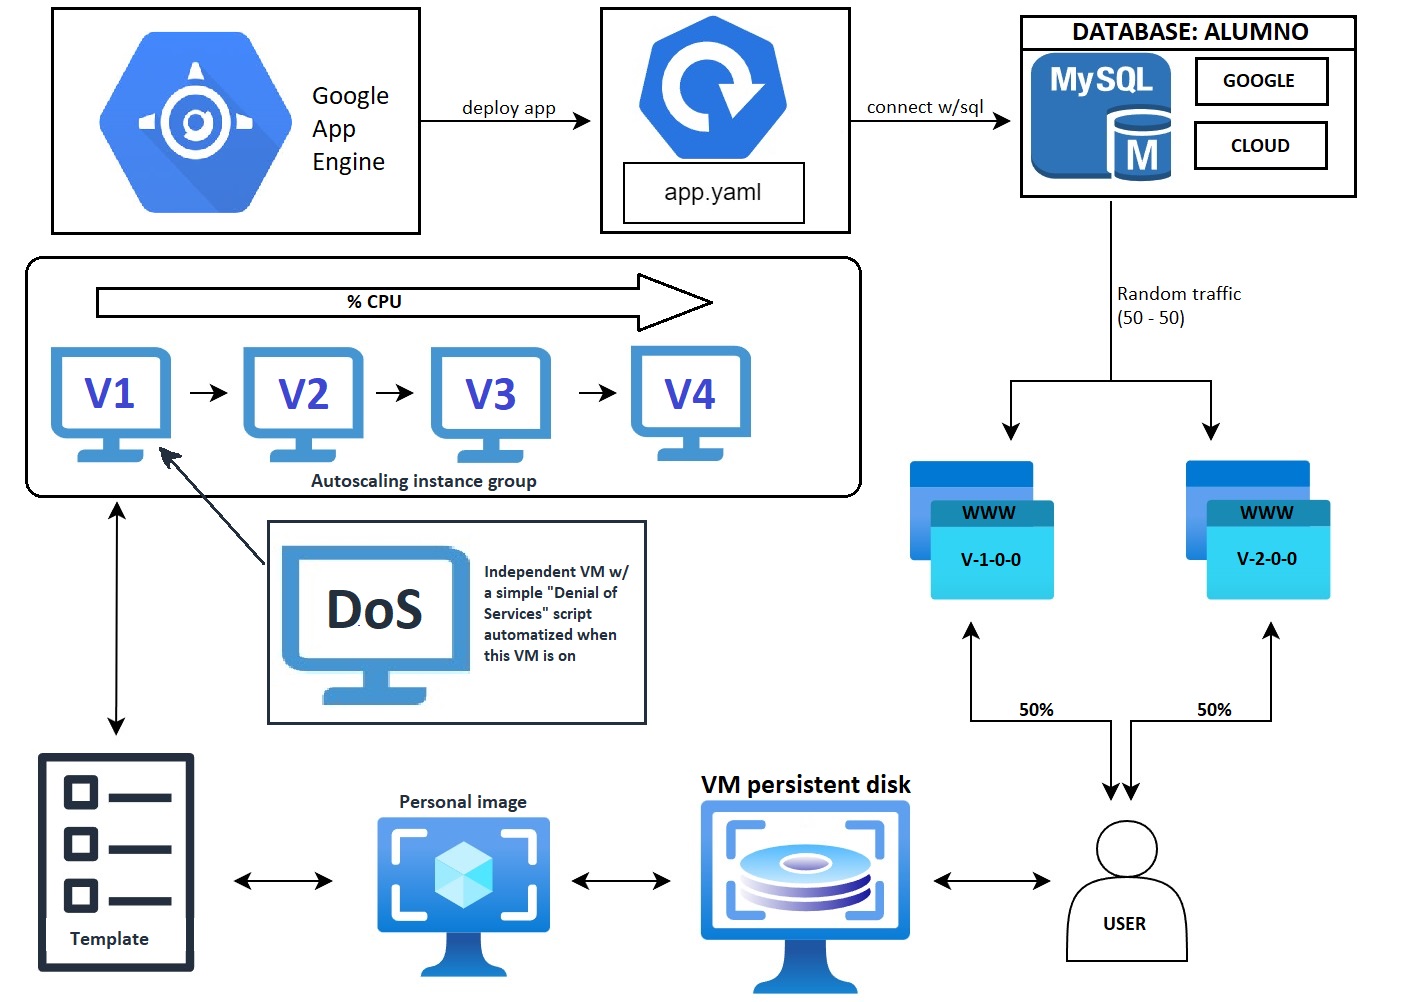 Google
App
Engine
deploy app
app.yaml
connect w/sql
DATABASE: ALUMNO
MySQL
M
GOOGLE
CLOUD
% CPU
V1
V2
V3
V4
Autoscaling instance group
Random traffic
(50 - 50)
WWW
V-1-0-0
WWW
V-2-0-0
DoS
Independent VM w/
a simple "Denial of
Services" script
automatized when
this VM is on
50%
50%
Template
Personal image
VM persistent disk
USER